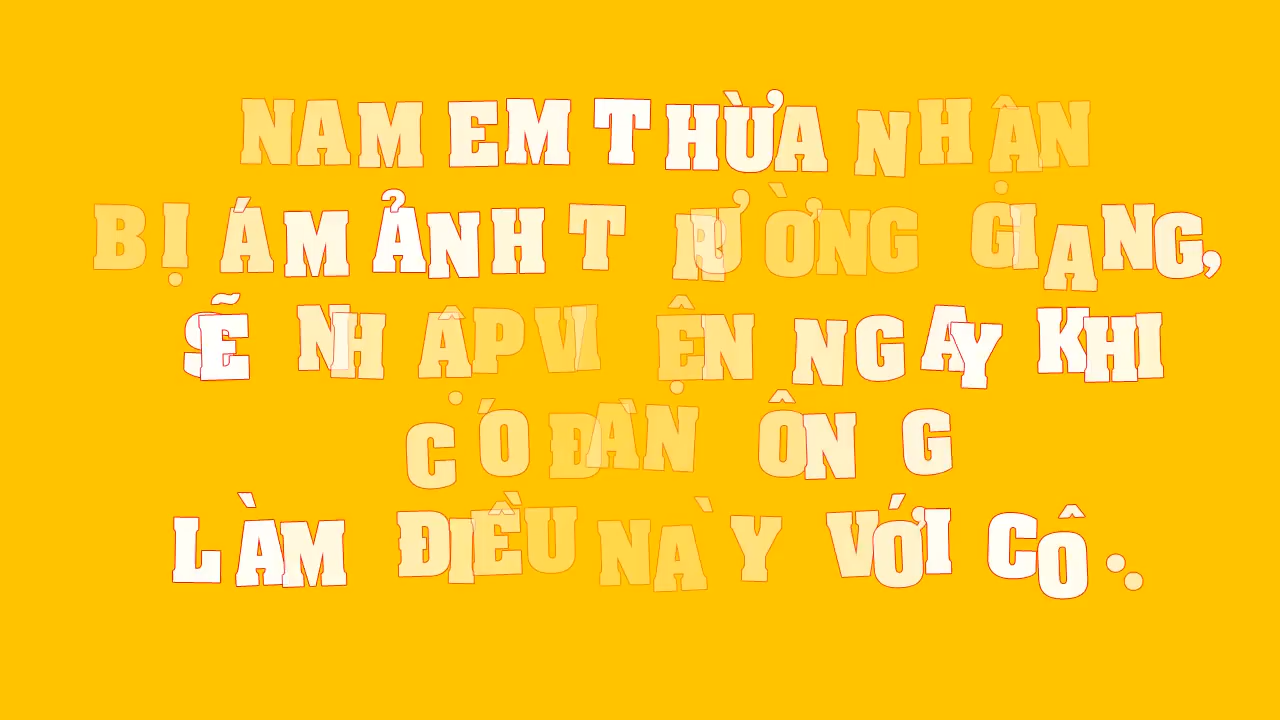 NAM EM THỪA NHẬN
BỊ ÁM ẢNH TRƯỜNG GIANG,
SẼ NHẬP VIỆN NGAY KHI
CÓ ĐÀN ÔNG
LÀM ĐIỀU NÀY VỚI CÔ..